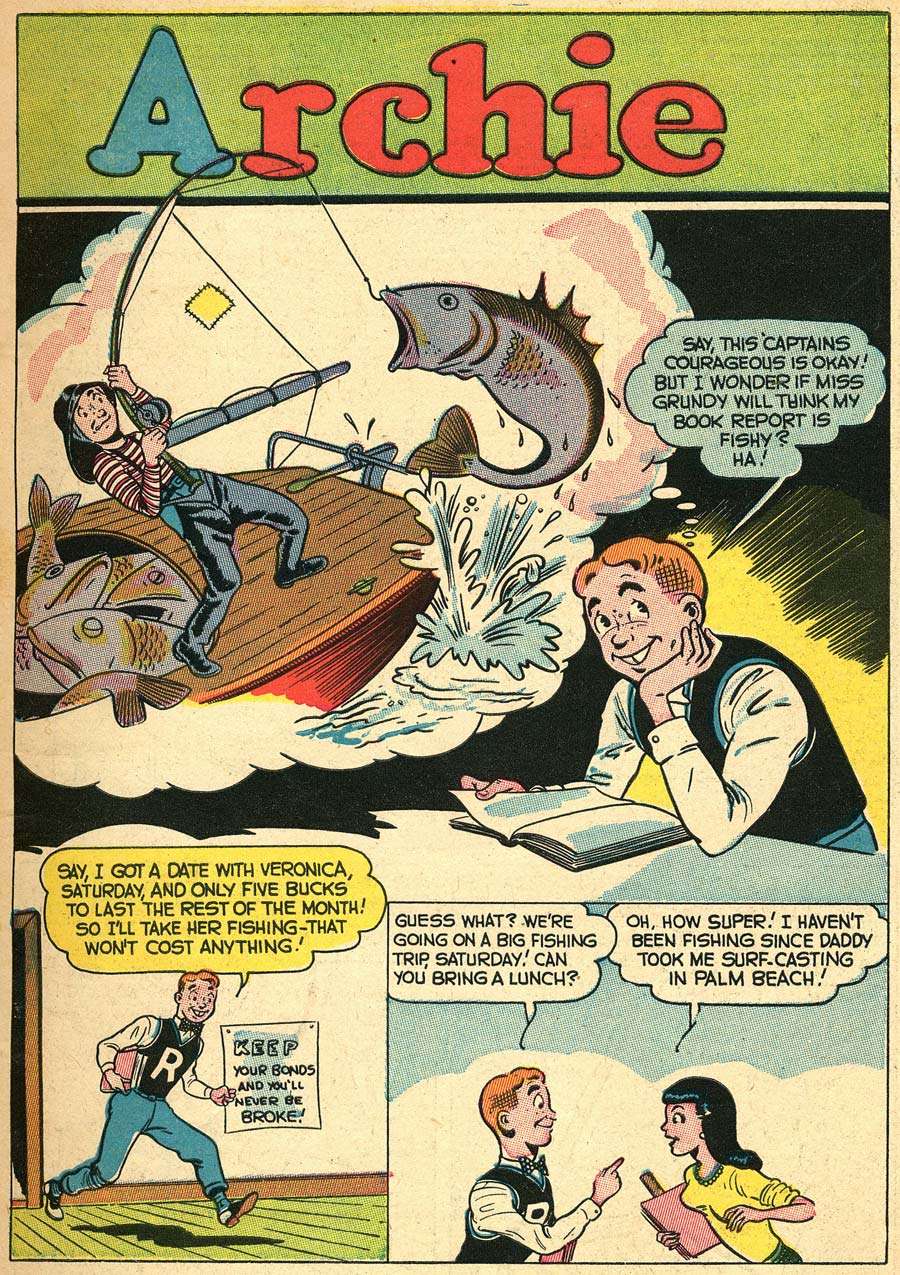 Archie
SAY, THIS "CAPTAINS
COURAGEOUS IS OKAY!
BUT I WONDER IF MISS
GRUNDY WILL THINK MY
BOOK REPORT IS
FISHY?
HA!
SAY, I GOT A DATE WITH VERONICA,
SATURDAY, AND ONLY FIVE BUCKS
TO LAST THE REST OF THE MONTH!
SO I'LL TAKE HER FISHING-THAT
WON'T COST ANYTHING!
R
KEEP
YOUR BONDS
AND YOU'LL
NEVER BE
BROKE!
GUESS WHAT? WE'RE
GOING ON A BIG FISHING
TRIP, SATURDAY! CAN
YOU BRING A LUNCH?
OH, HOW SUPER! I HAVEN'T
BEEN FISHING SINCE DADDY
TOOK ME SURF-CASTING
IN PALM BEACH!
R